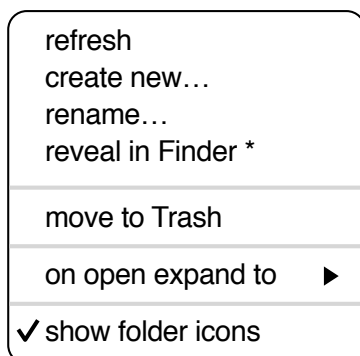 refresh
create new…
rename…
reveal in Finder *
move to Trash
on open expand to
show folder icons